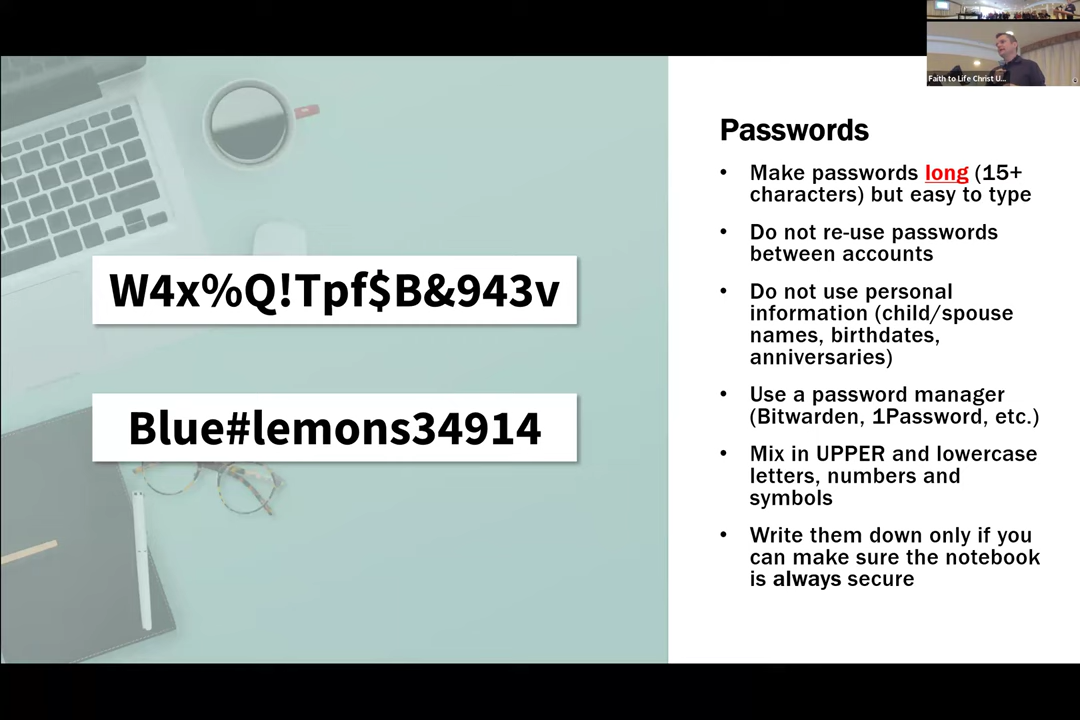 Faith to Life Christ U...
W4x%Q!Tpf$B&943v
Blue#lemons34914
Passwords
• Make passwords long (15+
characters) but easy to type
• Do not re-use passwords
between accounts
• Do not use personal
information (child/spouse
names, birthdates,
anniversaries)
• Use a password manager
(Bitwarden, 1Password, etc.)
• Mix in UPPER and lowercase
letters, numbers and
symbols
• Write them down only if you
can make sure the notebook
is always secure